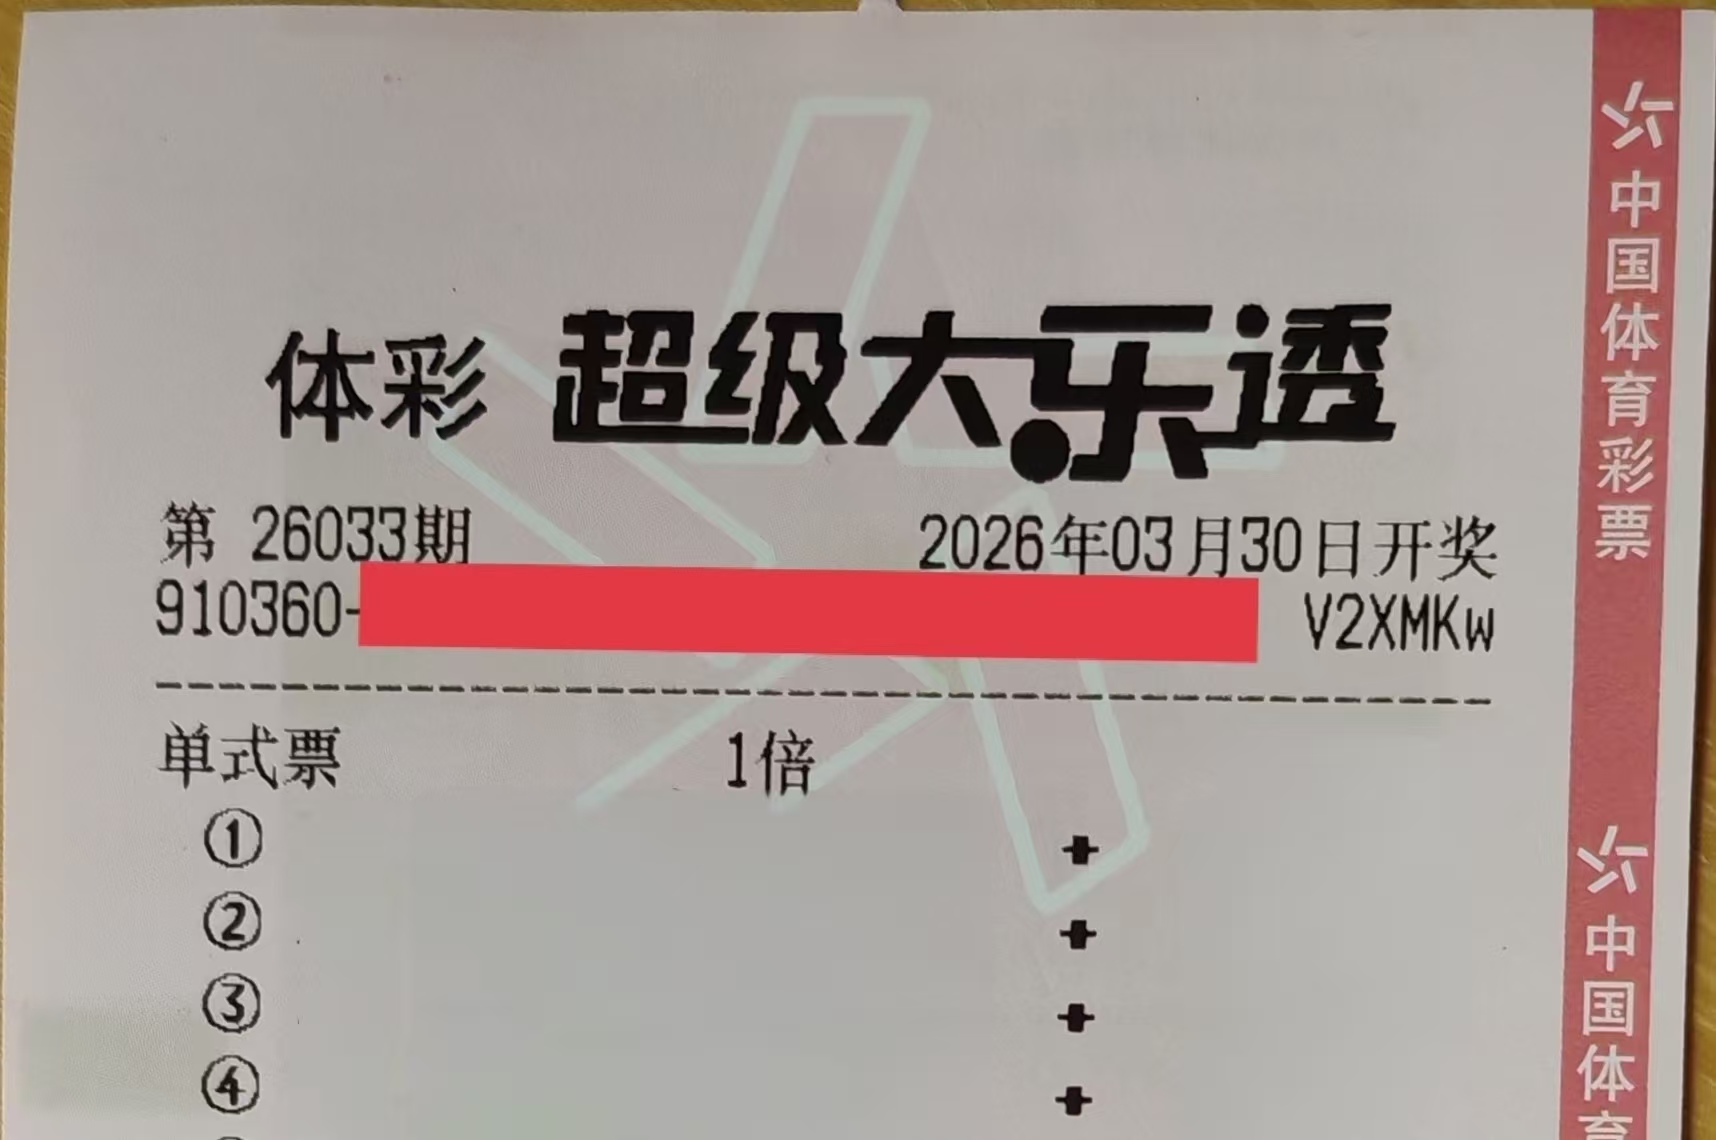 体彩 超级大乐透
第 26033期 2026年03月30日开奖
910360- V2XMKw
单式票 1倍
① +
② +
③ +
④ +
中国体育彩票
中国体育